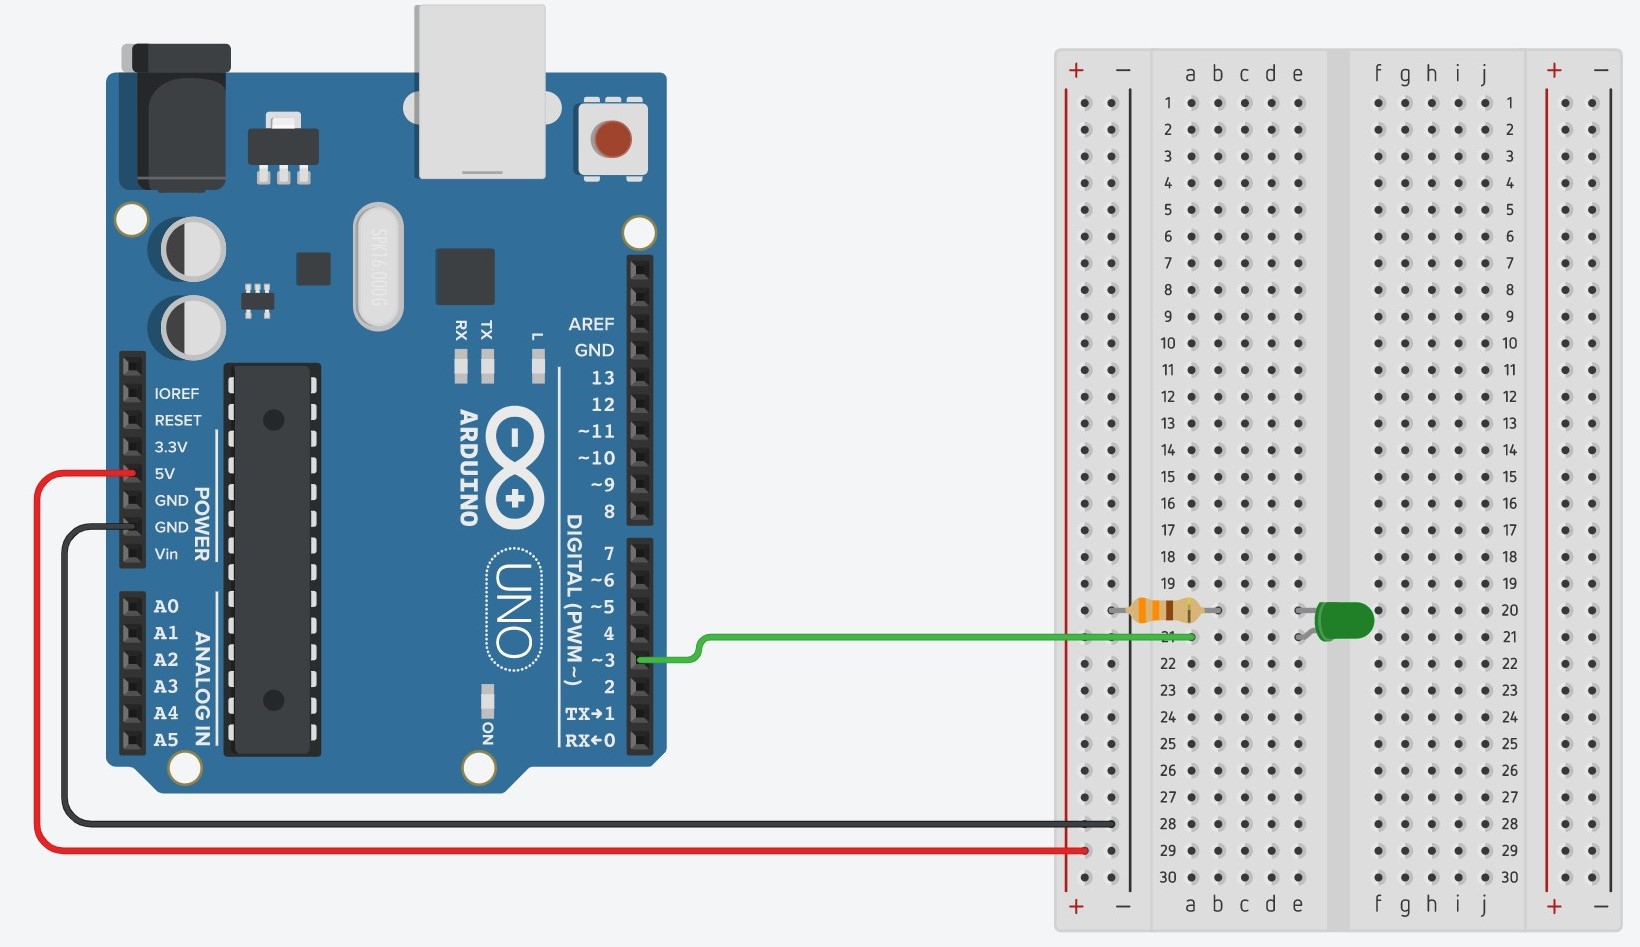 SPK16.000G
RX
TX
L
AREF
GND
13
12
~11
~10
~9
8
7
~6
~5
4
~3
2
TX→1
RX←0
DIGITAL (PWM~)
ARDUINO
UNO
ON
IOREF
RESET
3.3V
5V
GND
GND
Vin
POWER
A0
A1
A2
A3
A4
A5
ANALOG IN
+ − a b c d e f g h i j + −
1 1
2 2
3 3
4 4
5 5
6 6
7 7
8 8
9 9
10 10
11 11
12 12
13 13
14 14
15 15
16 16
17 17
18 18
19 19
20
21 21
22 22
23 23
24 24
25 25
26 26
27 27
28 28
29 29
30 30
+ − a b c d e f g h i j + −